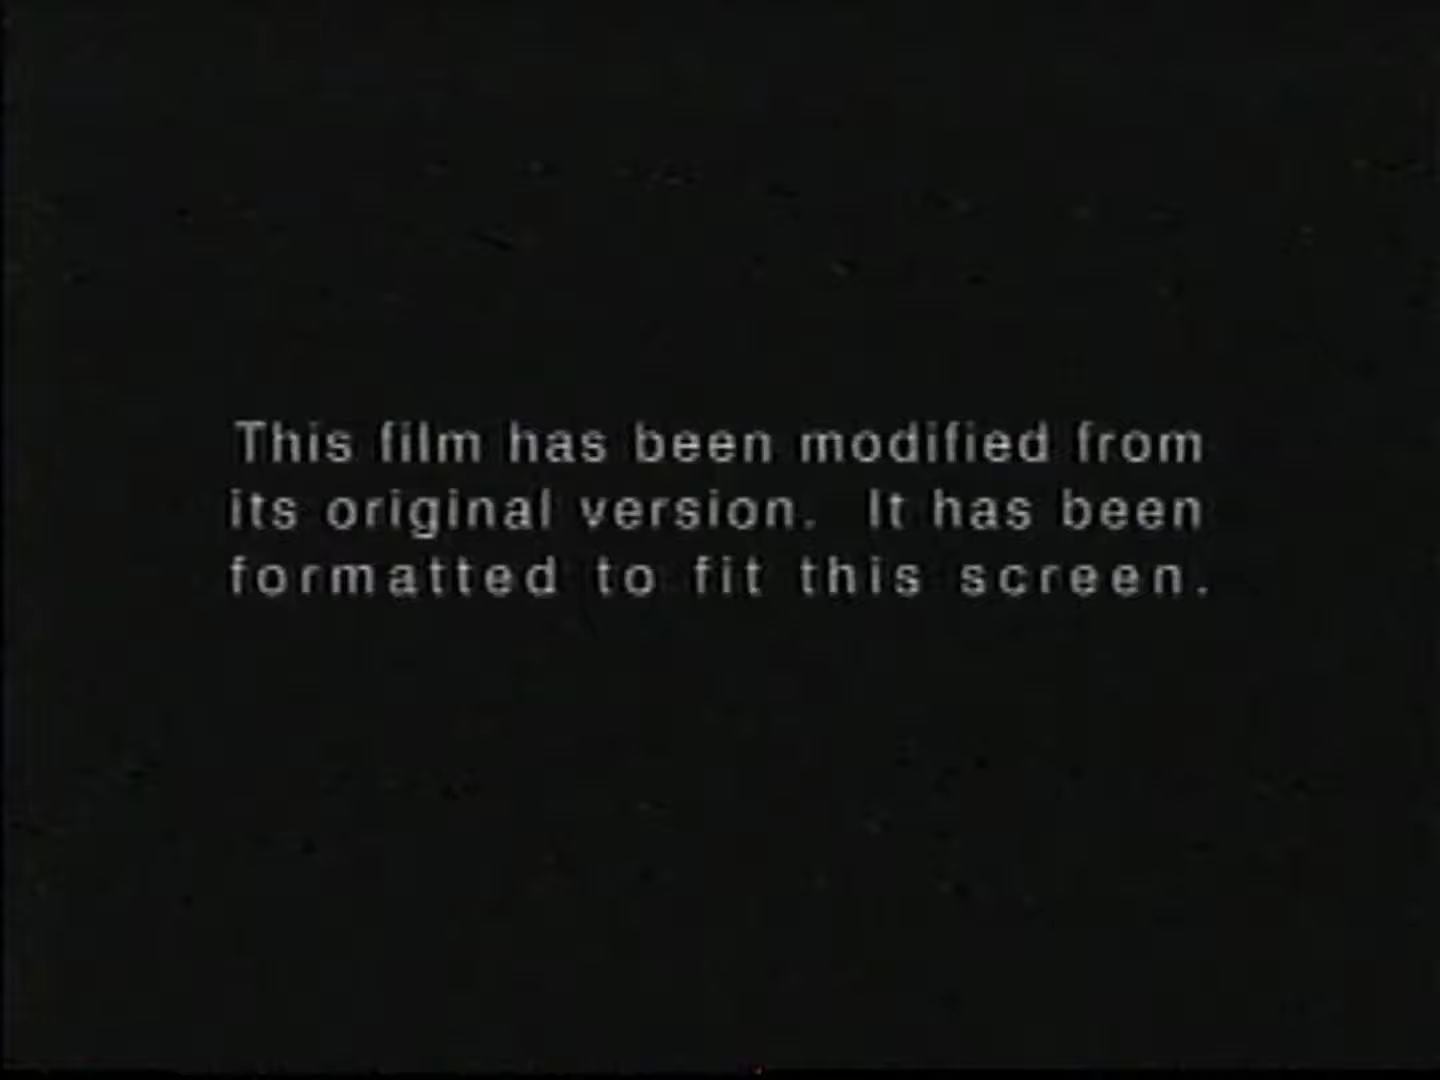 This film has been modified from
its original version.  It has been
formatted to fit this screen.